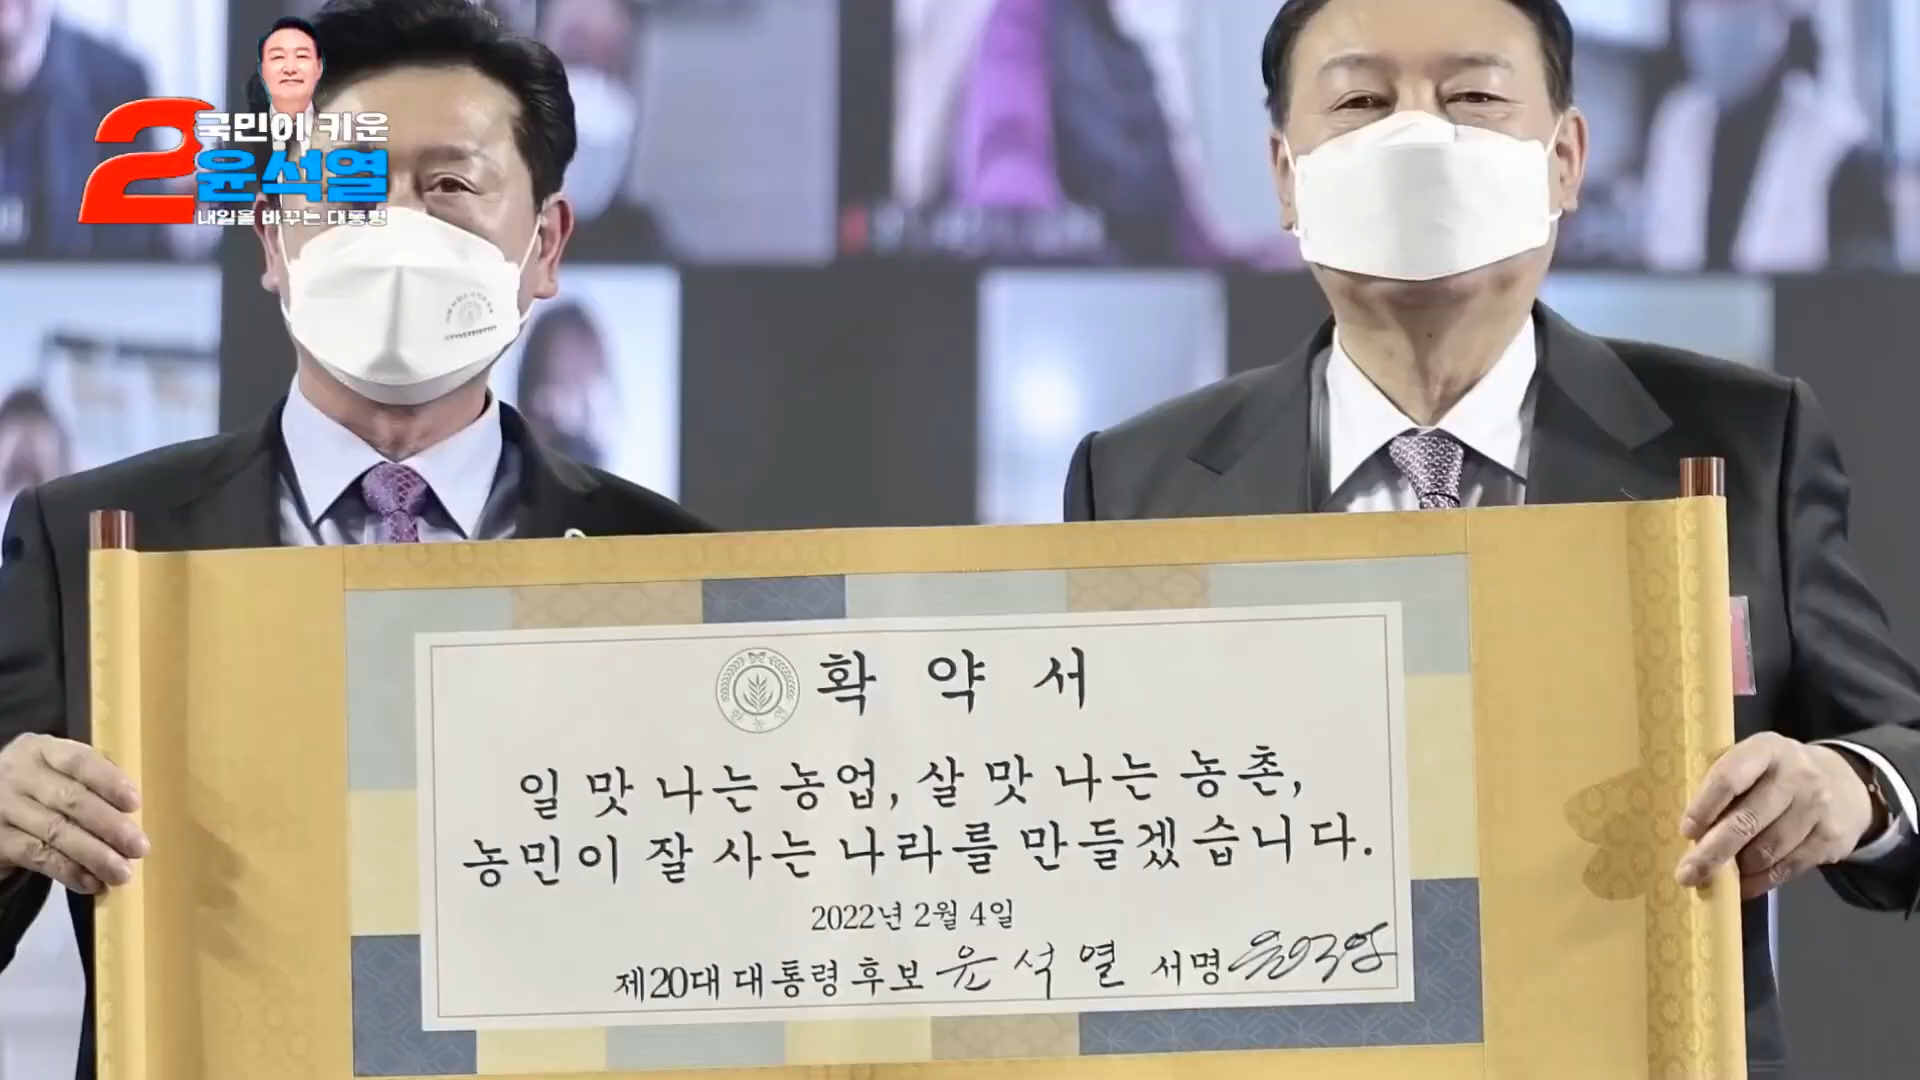 2
국민이 키운
윤석열
내일을 바꾸는 대통령
확약서
한농연
일 맛 나는 농업, 살 맛 나는 농촌,
농민이 잘 사는 나라를 만들겠습니다.
2022년 2월 4일
제20대 대통령 후보 윤석열 서명